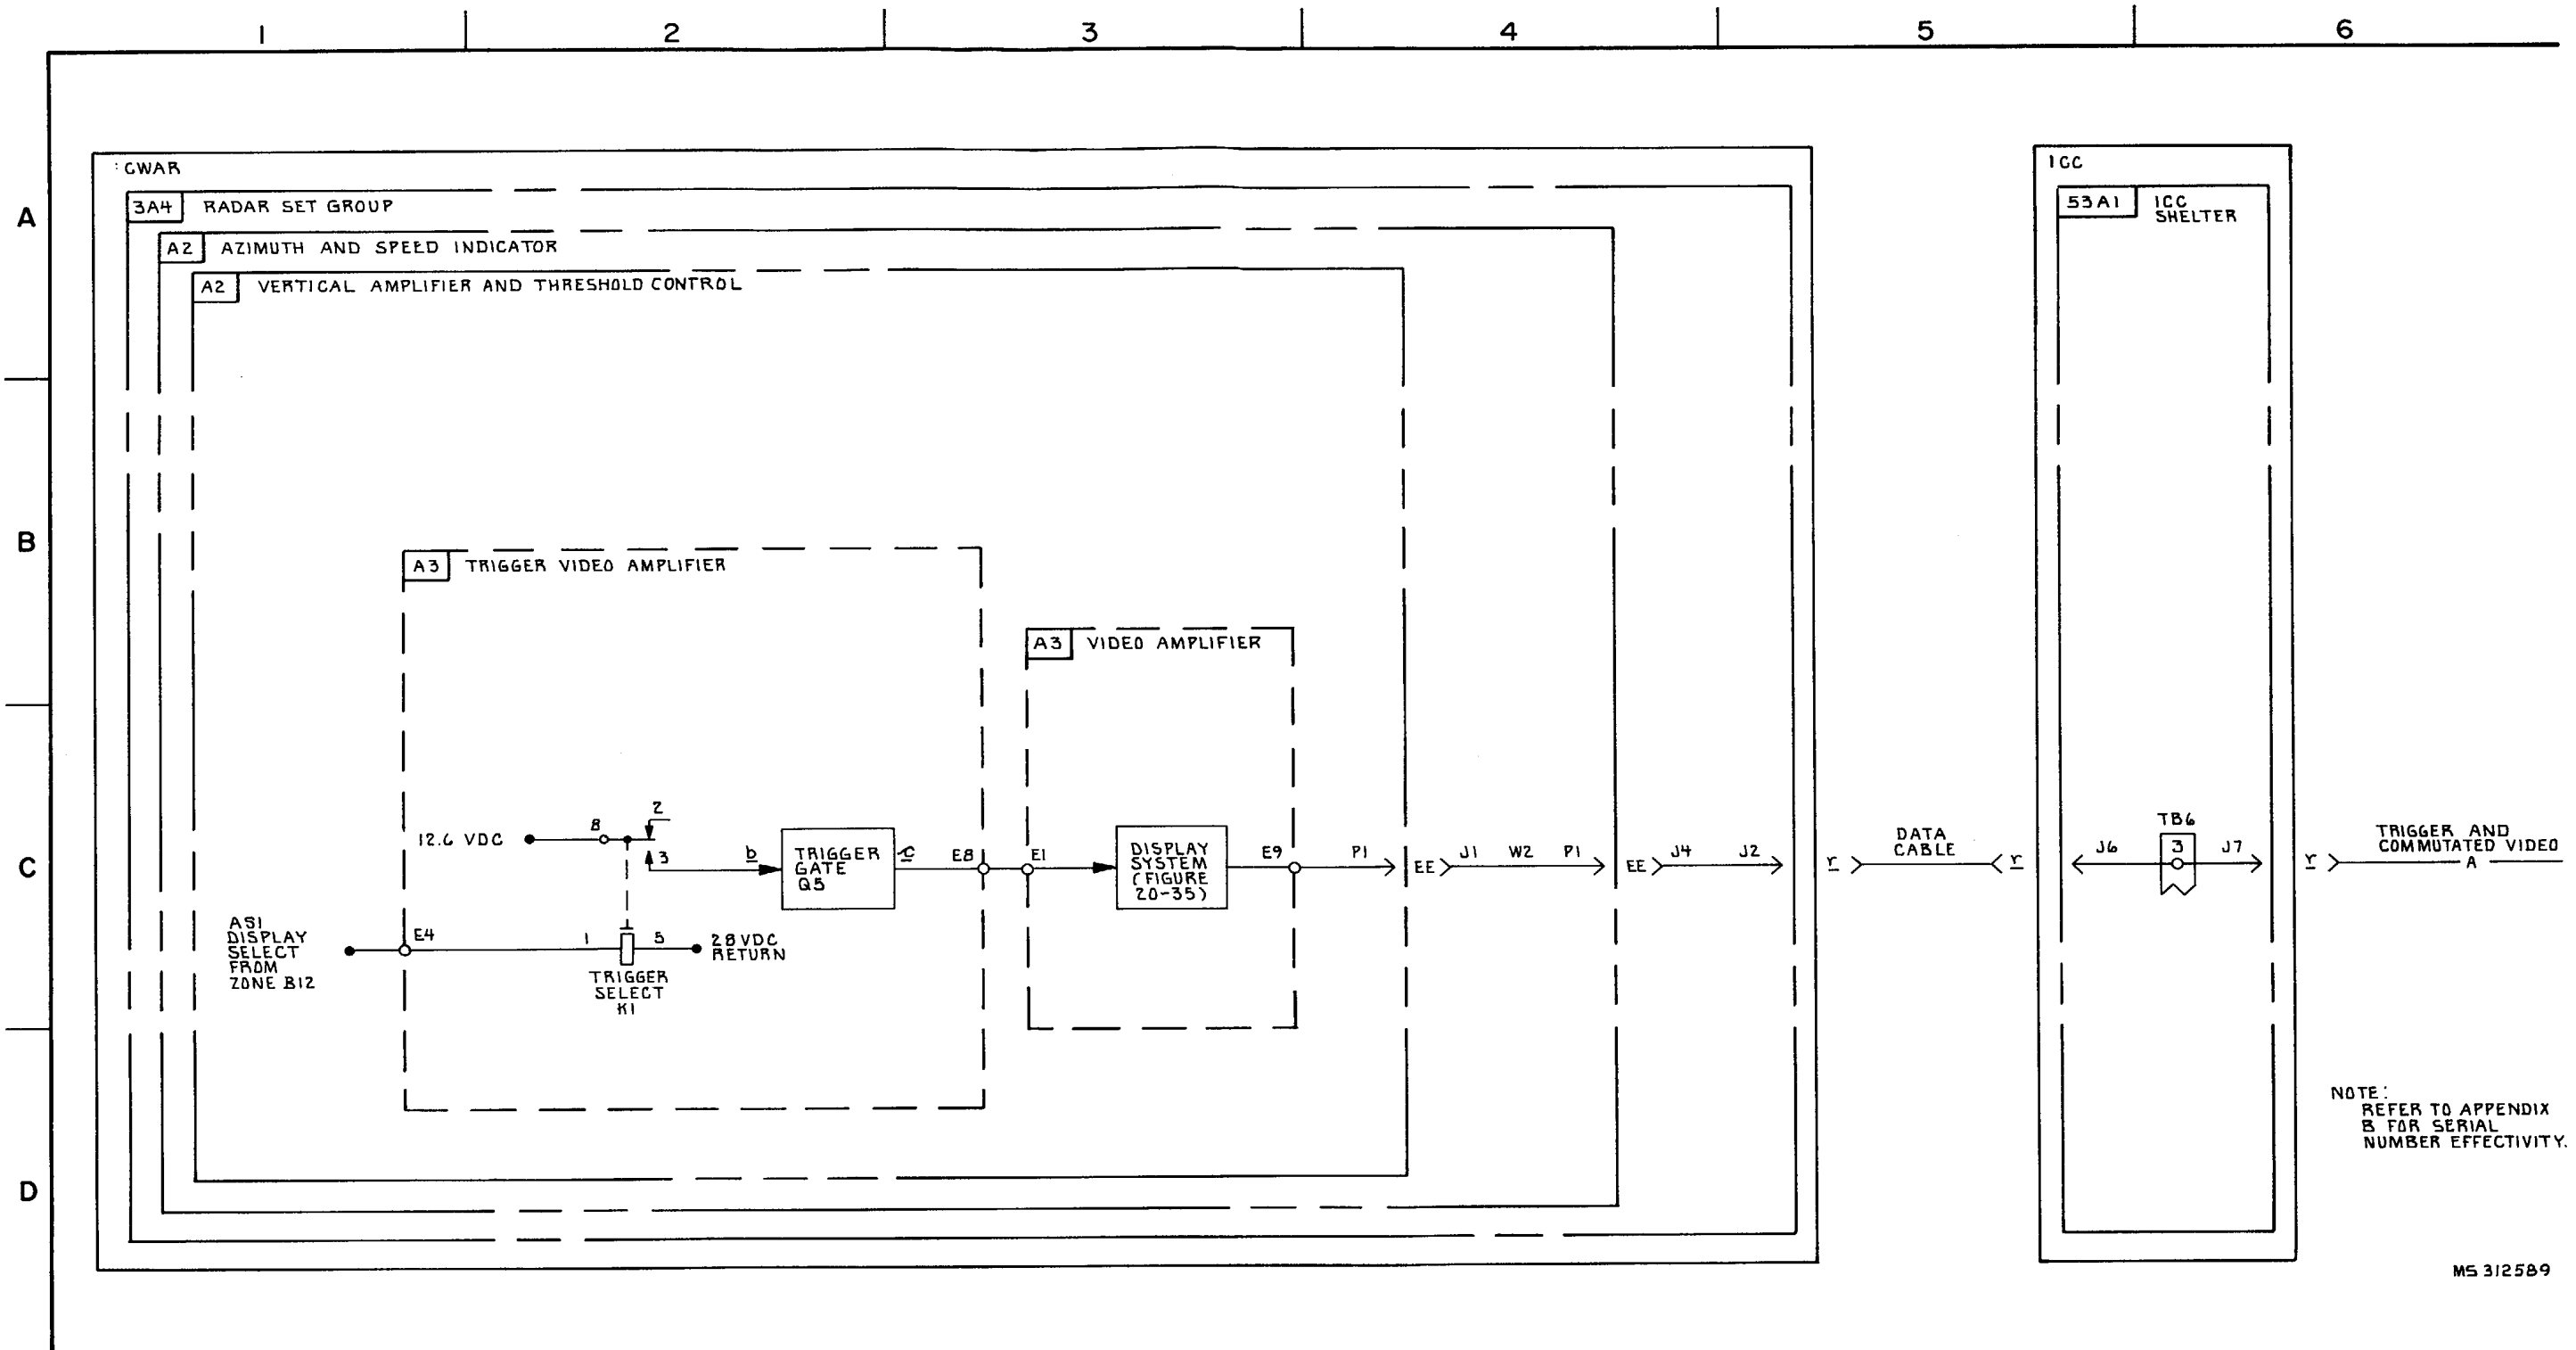 1 2 3 4 5 6
A
B
C
D
CWAR
3A4 RADAR SET GROUP
A2 AZIMUTH AND SPEED INDICATOR
A2 VERTICAL AMPLIFIER AND THRESHOLD CONTROL
A3 TRIGGER VIDEO AMPLIFIER
A3 VIDEO AMPLIFIER
12.6 VDC
8
2
3
b
TRIGGER
GATE
Q5
c
E8
E1
DISPLAY
SYSTEM
(FIGURE
20-35)
E9
P1
EE
J1 W2 P1
EE
J4 J2
r
DATA
CABLE
r
ASI
DISPLAY
SELECT
FROM
ZONE B12
E4
1
5
28VDC
RETURN
TRIGGER
SELECT
K1
ICC
53A1
ICC
SHELTER
J6
TB6
3
J7
r
TRIGGER AND
COMMUTATED VIDEO
A
NOTE:
REFER TO APPENDIX
B FOR SERIAL
NUMBER EFFECTIVITY.
MS 312589